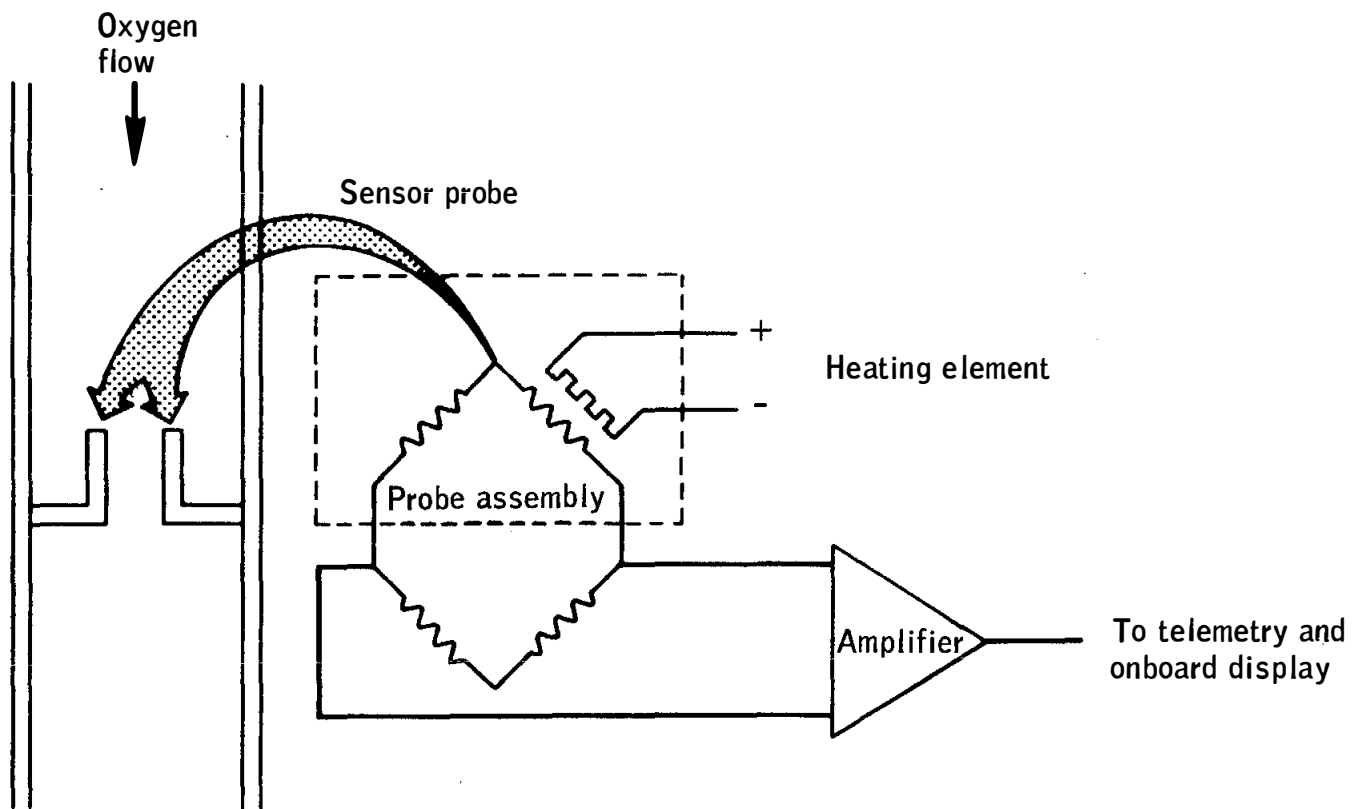 Oxygen
flow
Sensor probe
+
Heating element
-
Probe assembly
Amplifier
To telemetry and
onboard display